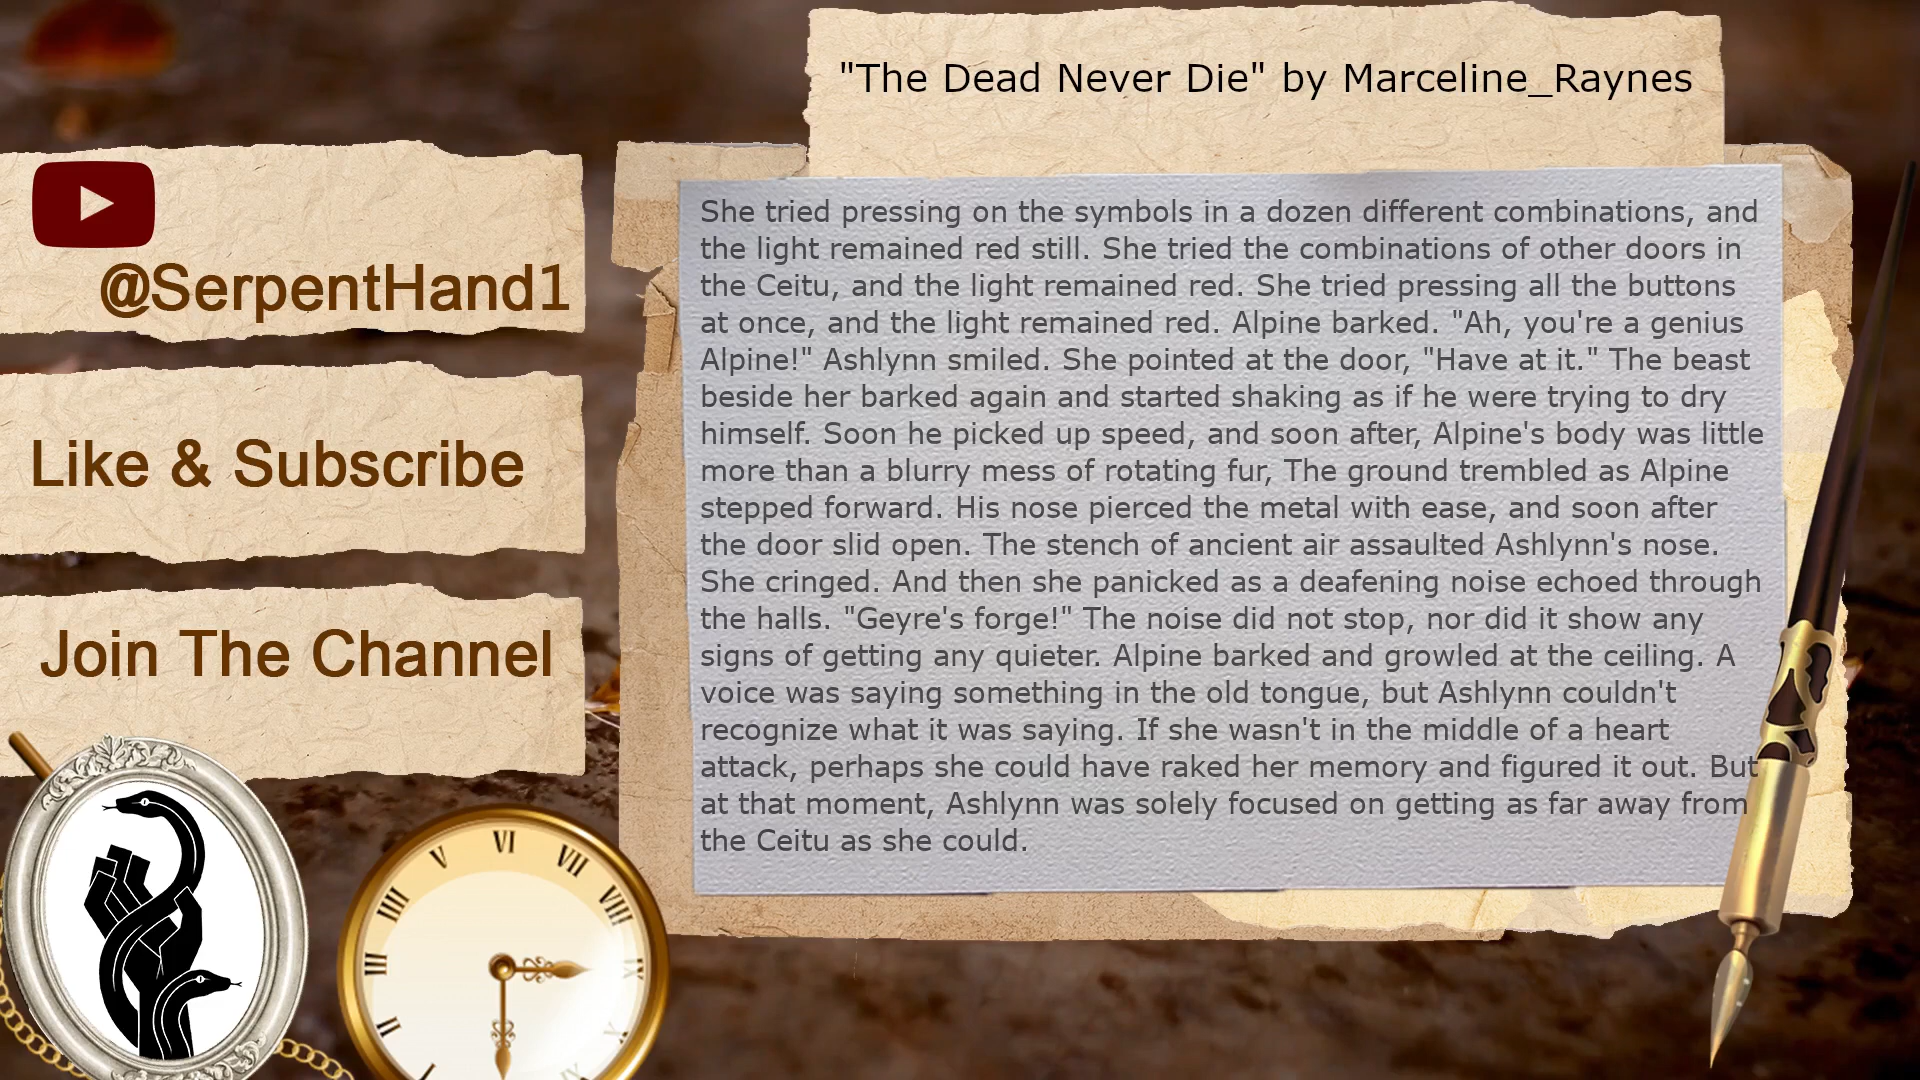 "The Dead Never Die" by Marceline_Raynes
@SerpentHand1
Like & Subscribe
Join The Channel
She tried pressing on the symbols in a dozen different combinations, and
the light remained red still. She tried the combinations of other doors in
the Ceitu, and the light remained red. She tried pressing all the buttons
at once, and the light remained red. Alpine barked. "Ah, you're a genius
Alpine!" Ashlynn smiled. She pointed at the door, "Have at it." The beast
beside her barked again and started shaking as if he were trying to dry
himself. Soon he picked up speed, and soon after, Alpine's body was little
more than a blurry mess of rotating fur, The ground trembled as Alpine
stepped forward. His nose pierced the metal with ease, and soon after
the door slid open. The stench of ancient air assaulted Ashlynn's nose.
She cringed. And then she panicked as a deafening noise echoed through
the halls. "Geyre's forge!" The noise did not stop, nor did it show any
signs of getting any quieter. Alpine barked and growled at the ceiling. A
voice was saying something in the old tongue, but Ashlynn couldn't
recognize what it was saying. If she wasn't in the middle of a heart
attack, perhaps she could have raked her memory and figured it out. But
at that moment, Ashlynn was solely focused on getting as far away from
the Ceitu as she could.
II
III
IIII
V
VI
VII
VIII
IX
X